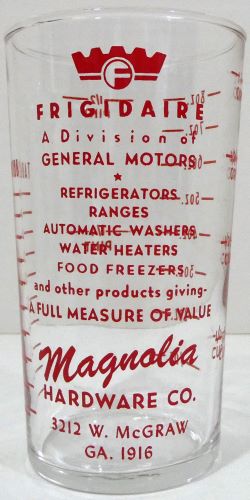 F
FRIGIDAIRE
A Division of
GENERAL MOTORS
REFRIGERATORS
RANGES
AUTOMATIC WASHERS
WATER HEATERS
FOOD FREEZERS
and other products giving-
A FULL MEASURE OF VALUE
Magnolia
HARDWARE CO.
3212 W. McGRAW
GA. 1916